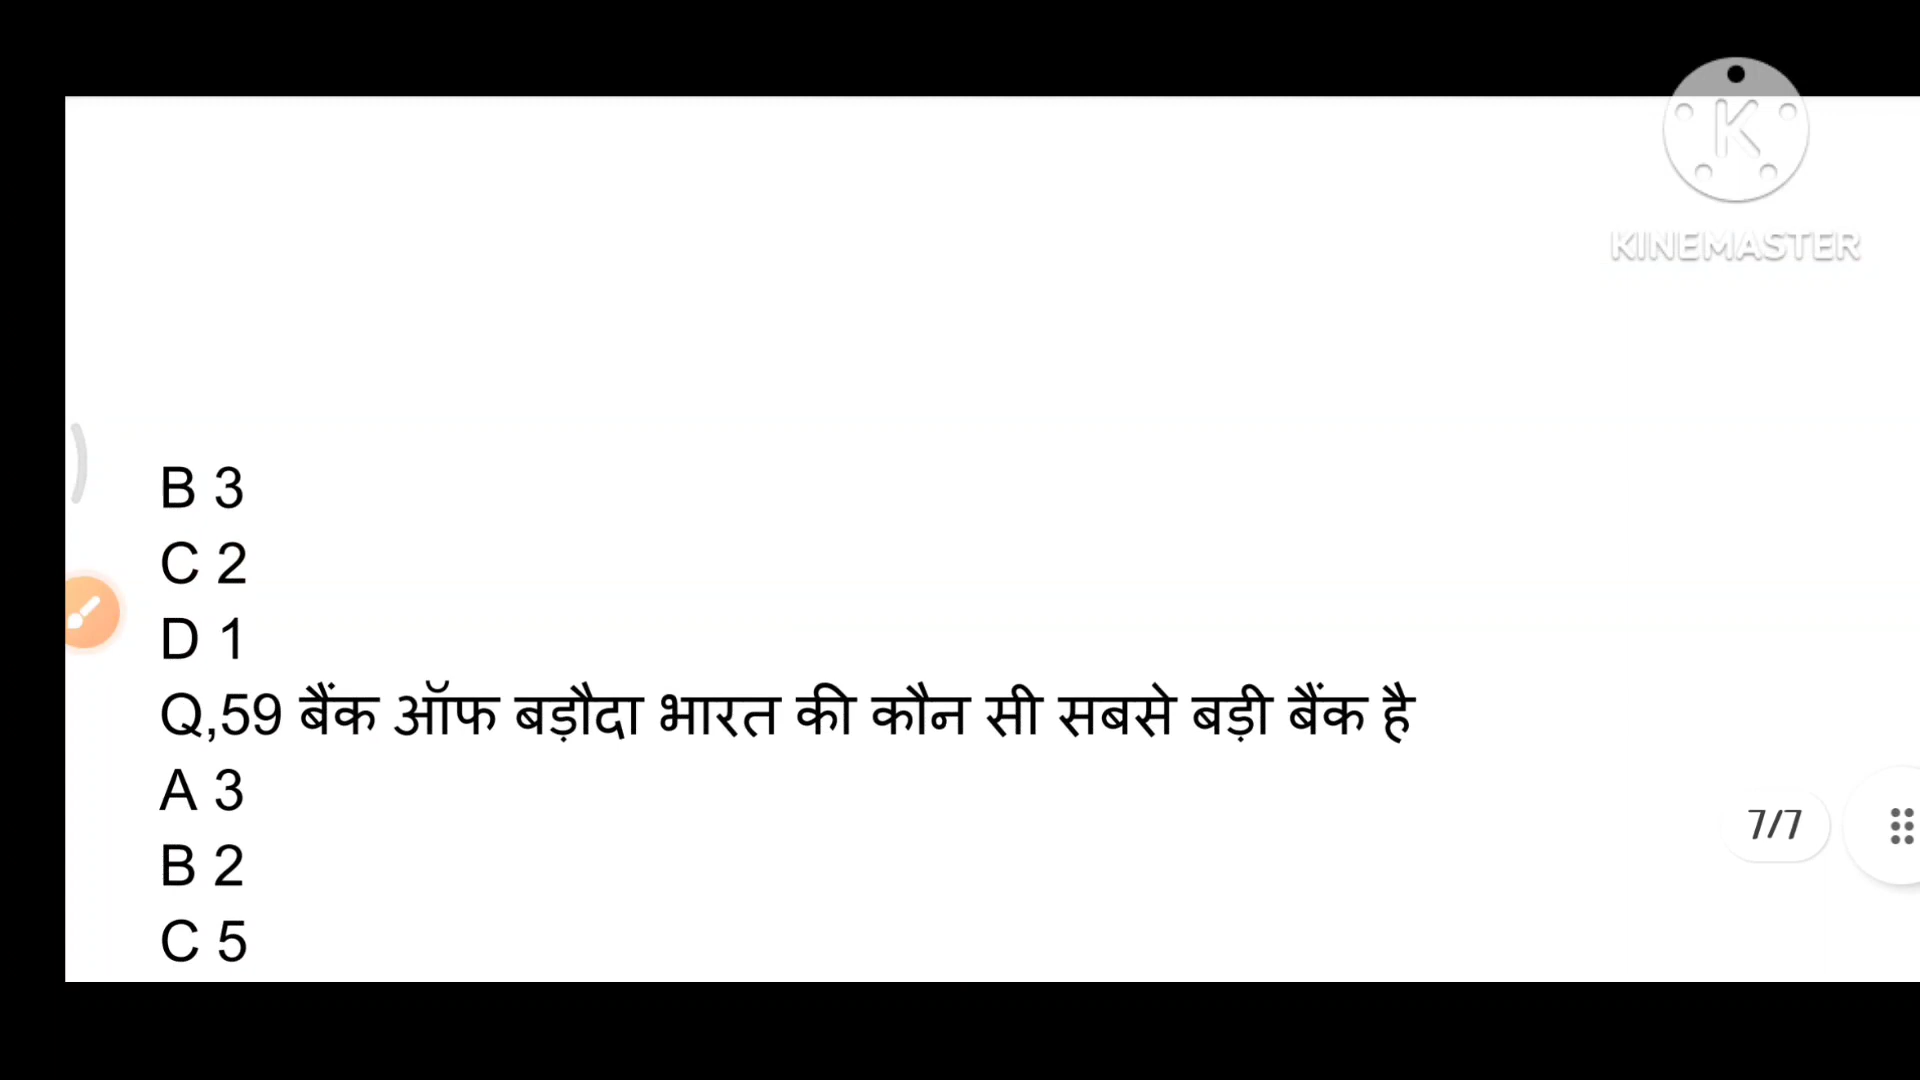 K
KINEMASTER
B 3
C 2
D 1
Q,59 बैंक ऑफ बड़ौदा भारत की कौन सी सबसे बड़ी बैंक है
A 3
7/7
B 2
C 5